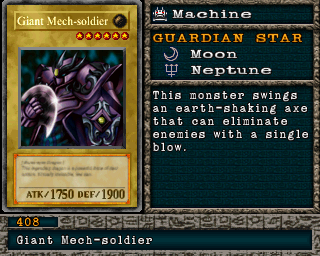 Giant Mech-soldier
ATK/1750 DEF/1900
Machine
GUARDIAN STAR
Moon
Neptune
This monster swings
an earth-shaking axe
that can eliminate
enemies with a single
blow.
408
Giant Mech-soldier